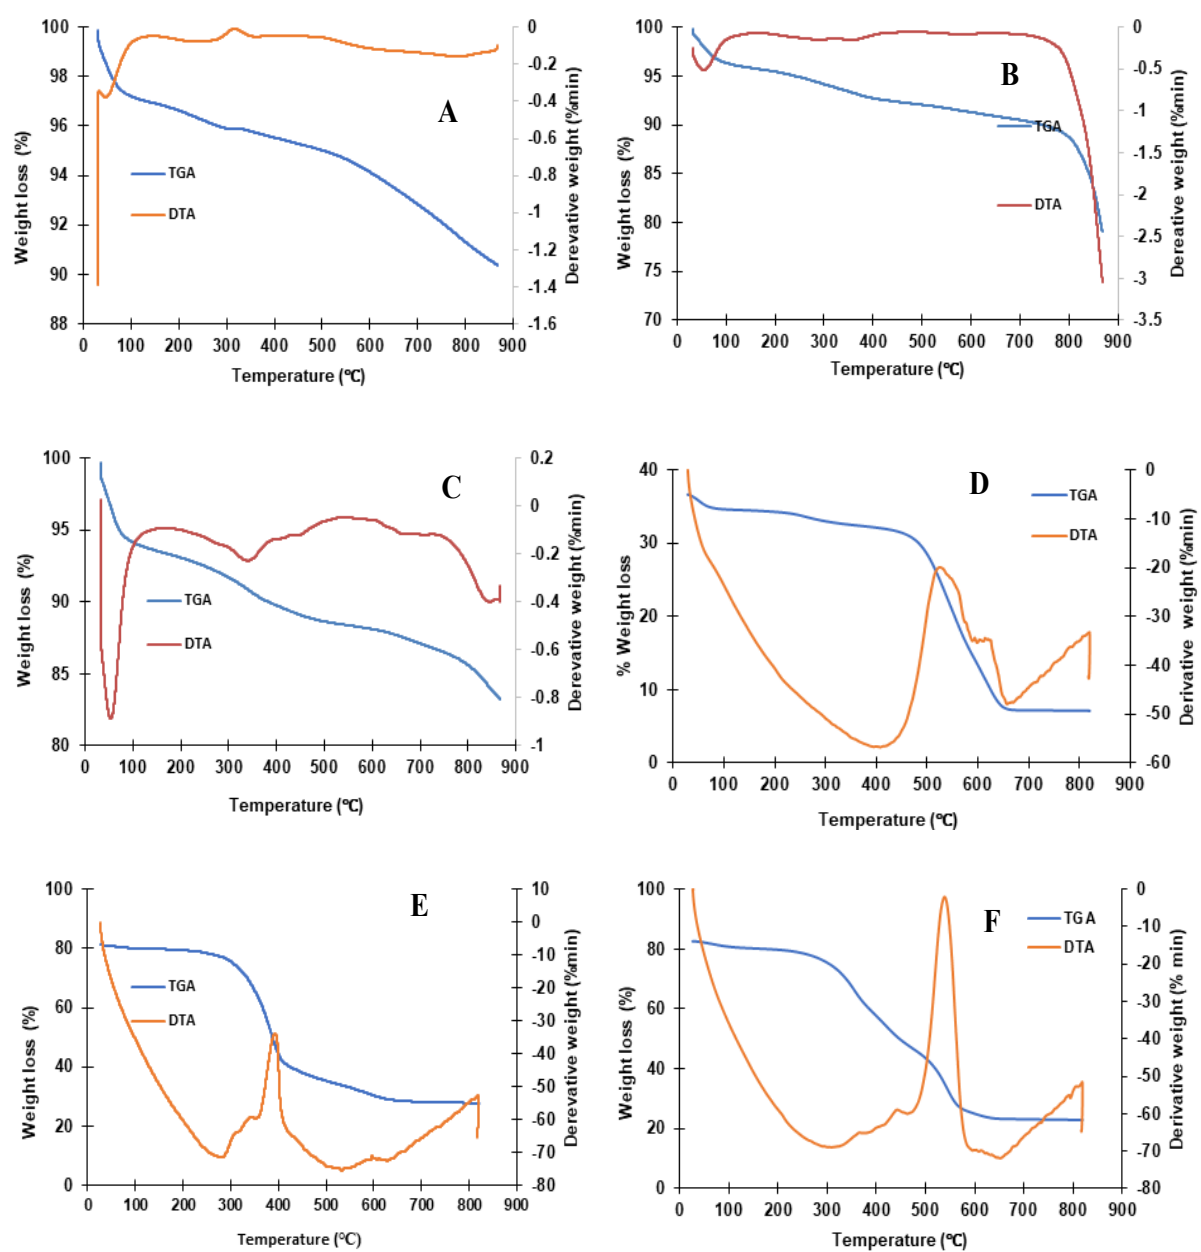 A
100
98
96
94
92
90
88
0
-0.2
-0.4
-0.6
-0.8
-1
-1.2
-1.4
-1.6
TGA
DTA
0 100 200 300 400 500 600 700 800 900
Temperature (℃)
Weight loss (%)
Derevative weight (%min)
B
100
95
90
85
80
75
70
0
-0.5
-1
-1.5
-2
-2.5
-3
-3.5
TGA
DTA
0 100 200 300 400 500 600 700 800 900
Temperature (℃)
Weight loss (%)
Dereative weight (%min)
C
100
95
90
85
80
0.2
0
-0.2
-0.4
-0.6
-0.8
-1
TGA
DTA
0 100 200 300 400 500 600 700 800 900
Temperature (℃)
Weight loss (%)
Derevative weight (%min)
D
40
30
20
10
0
0
-10
-20
-30
-40
-50
-60
TGA
DTA
0 100 200 300 400 500 600 700 800 900
Temperature (℃)
% Weight loss
Derivative weight (%min)
E
100
80
60
40
20
0
10
0
-10
-20
-30
-40
-50
-60
-70
-80
TGA
DTA
0 100 200 300 400 500 600 700 800 900
Temperature (°C)
Weight loss (%)
Derevative weight (%min)
F
100
80
60
40
20
0
0
-10
-20
-30
-40
-50
-60
-70
-80
TGA
DTA
0 100 200 300 400 500 600 700 800 900
Temperature (℃)
Weight loss (%)
Derivative weight (% min)